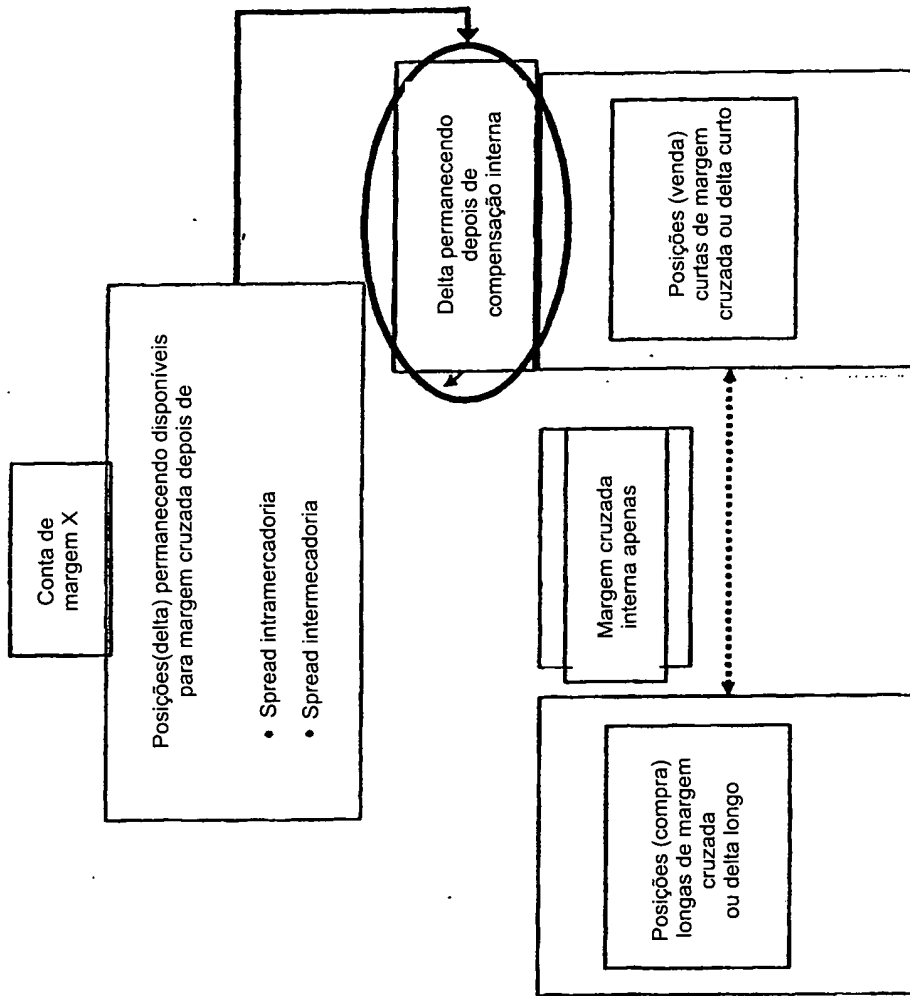 Conta de
margem X
Posições(delta) permanecendo disponíveis
para margem cruzada depois de
• Spread intramercadoria
• Spread intermecadoria
Delta permanecendo
depois de
compensação interna
Posições (compra)
longas de margem
cruzada
ou delta longo
Margem cruzada
interna apenas
Posições (venda)
curtas de margem
cruzada ou delta curto